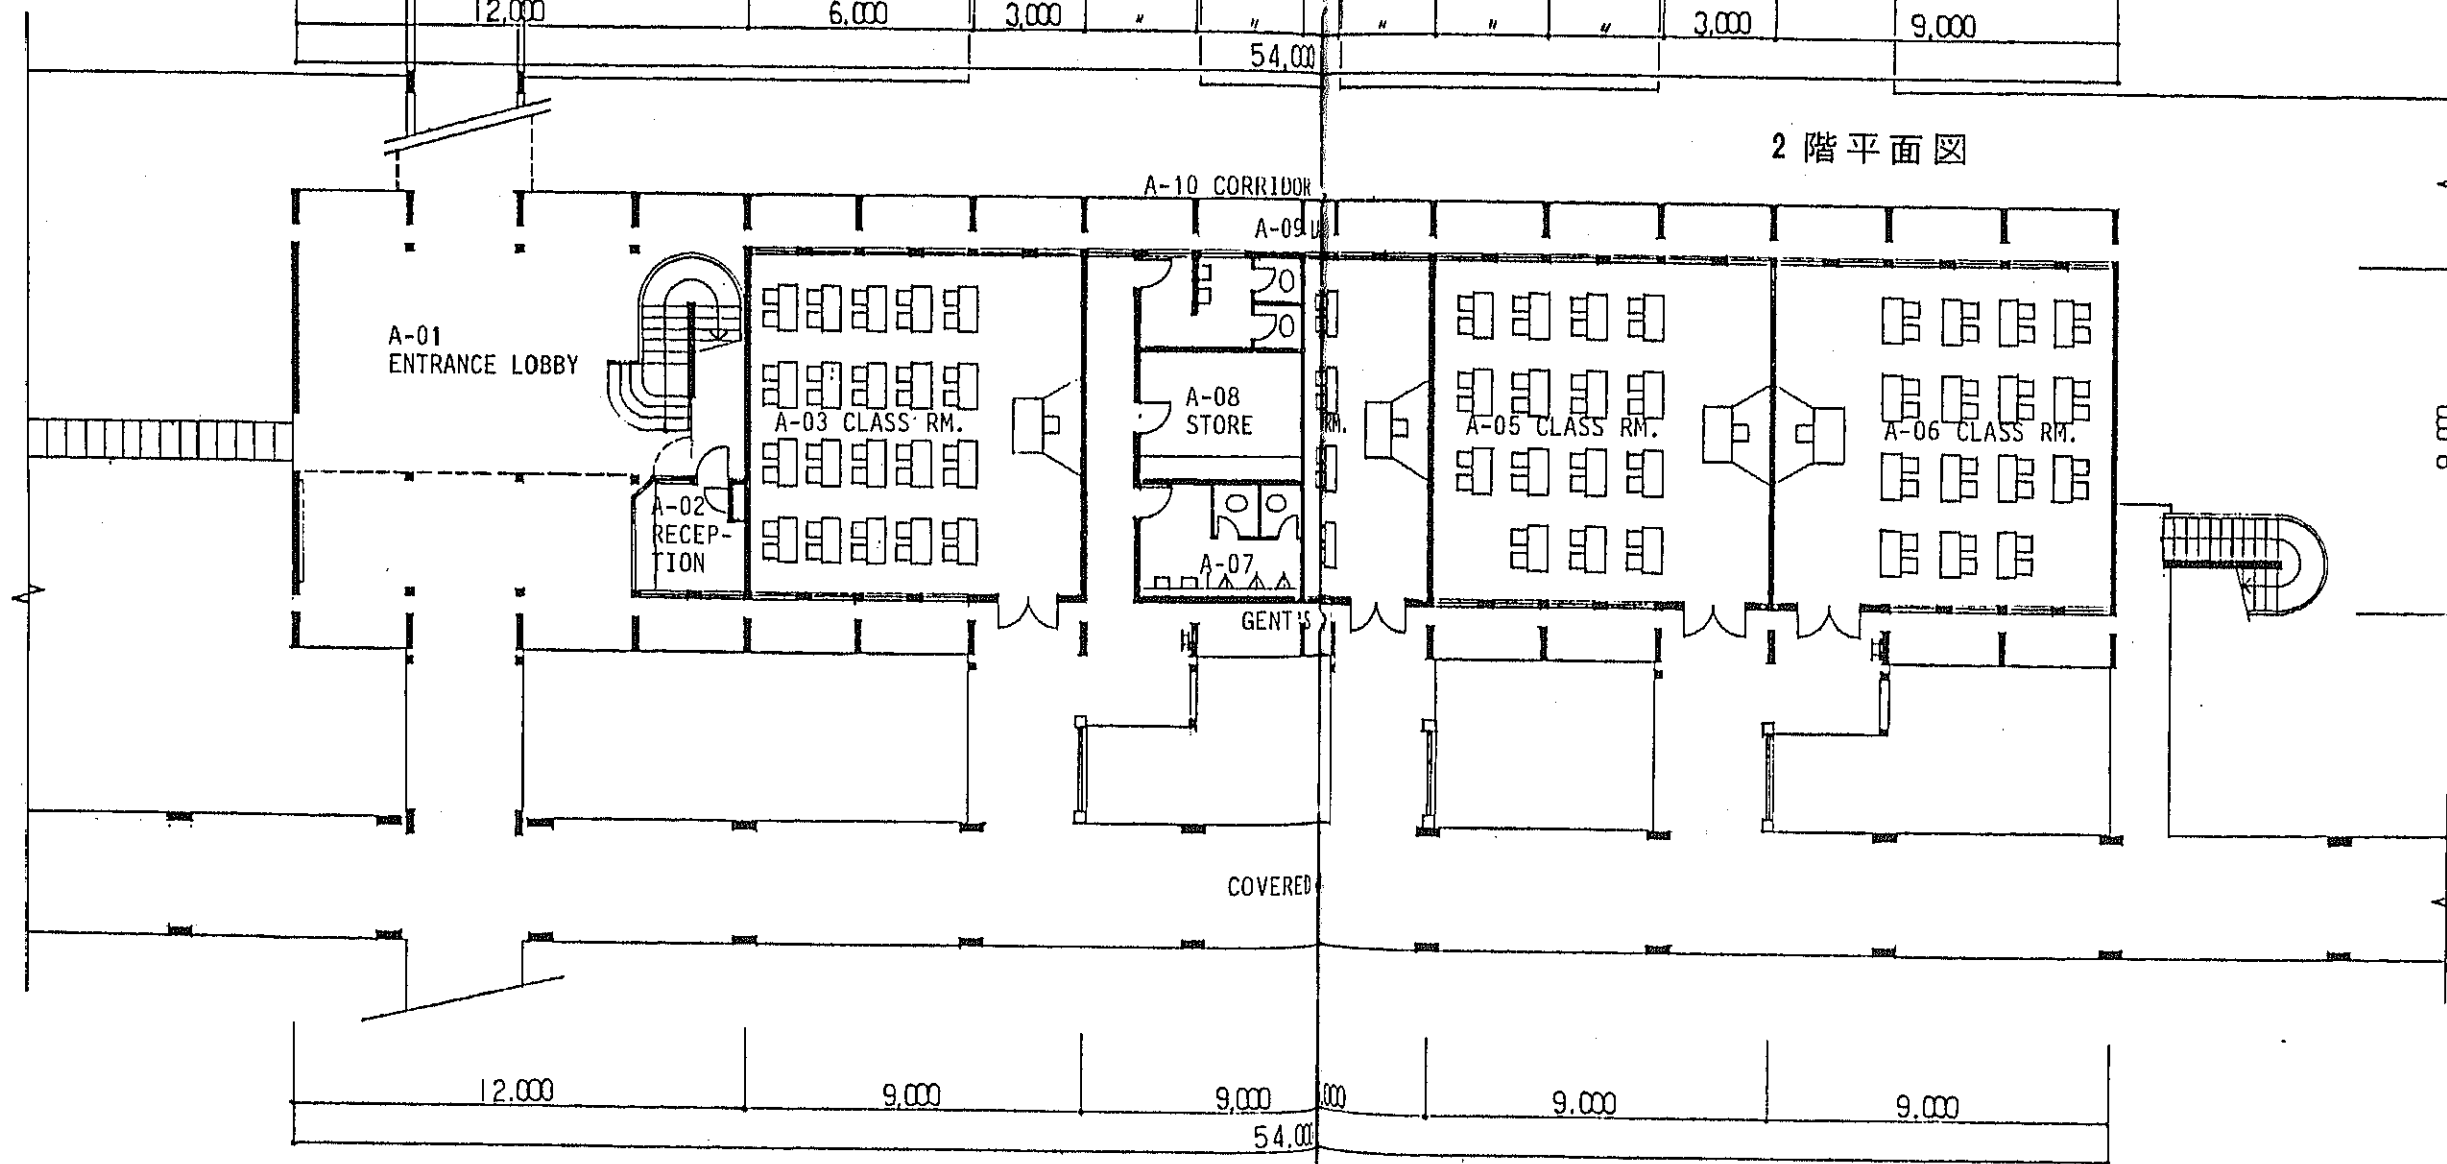 12,000 6,000 3,000 〃 〃 〃 〃 〃 3,000 9,000
54,000
2 階平面図
A-10 CORRIDOR
A-09
A-01
ENTRANCE LOBBY
A-03 CLASS RM.
A-08
STORE
RM.
A-05 CLASS RM.
A-06 CLASS RM.
A-02
RECEP-
TION
A-07
GENT'S
COVERED
12.000 9,000 9,000 ,000 9.000 9.000
54,00